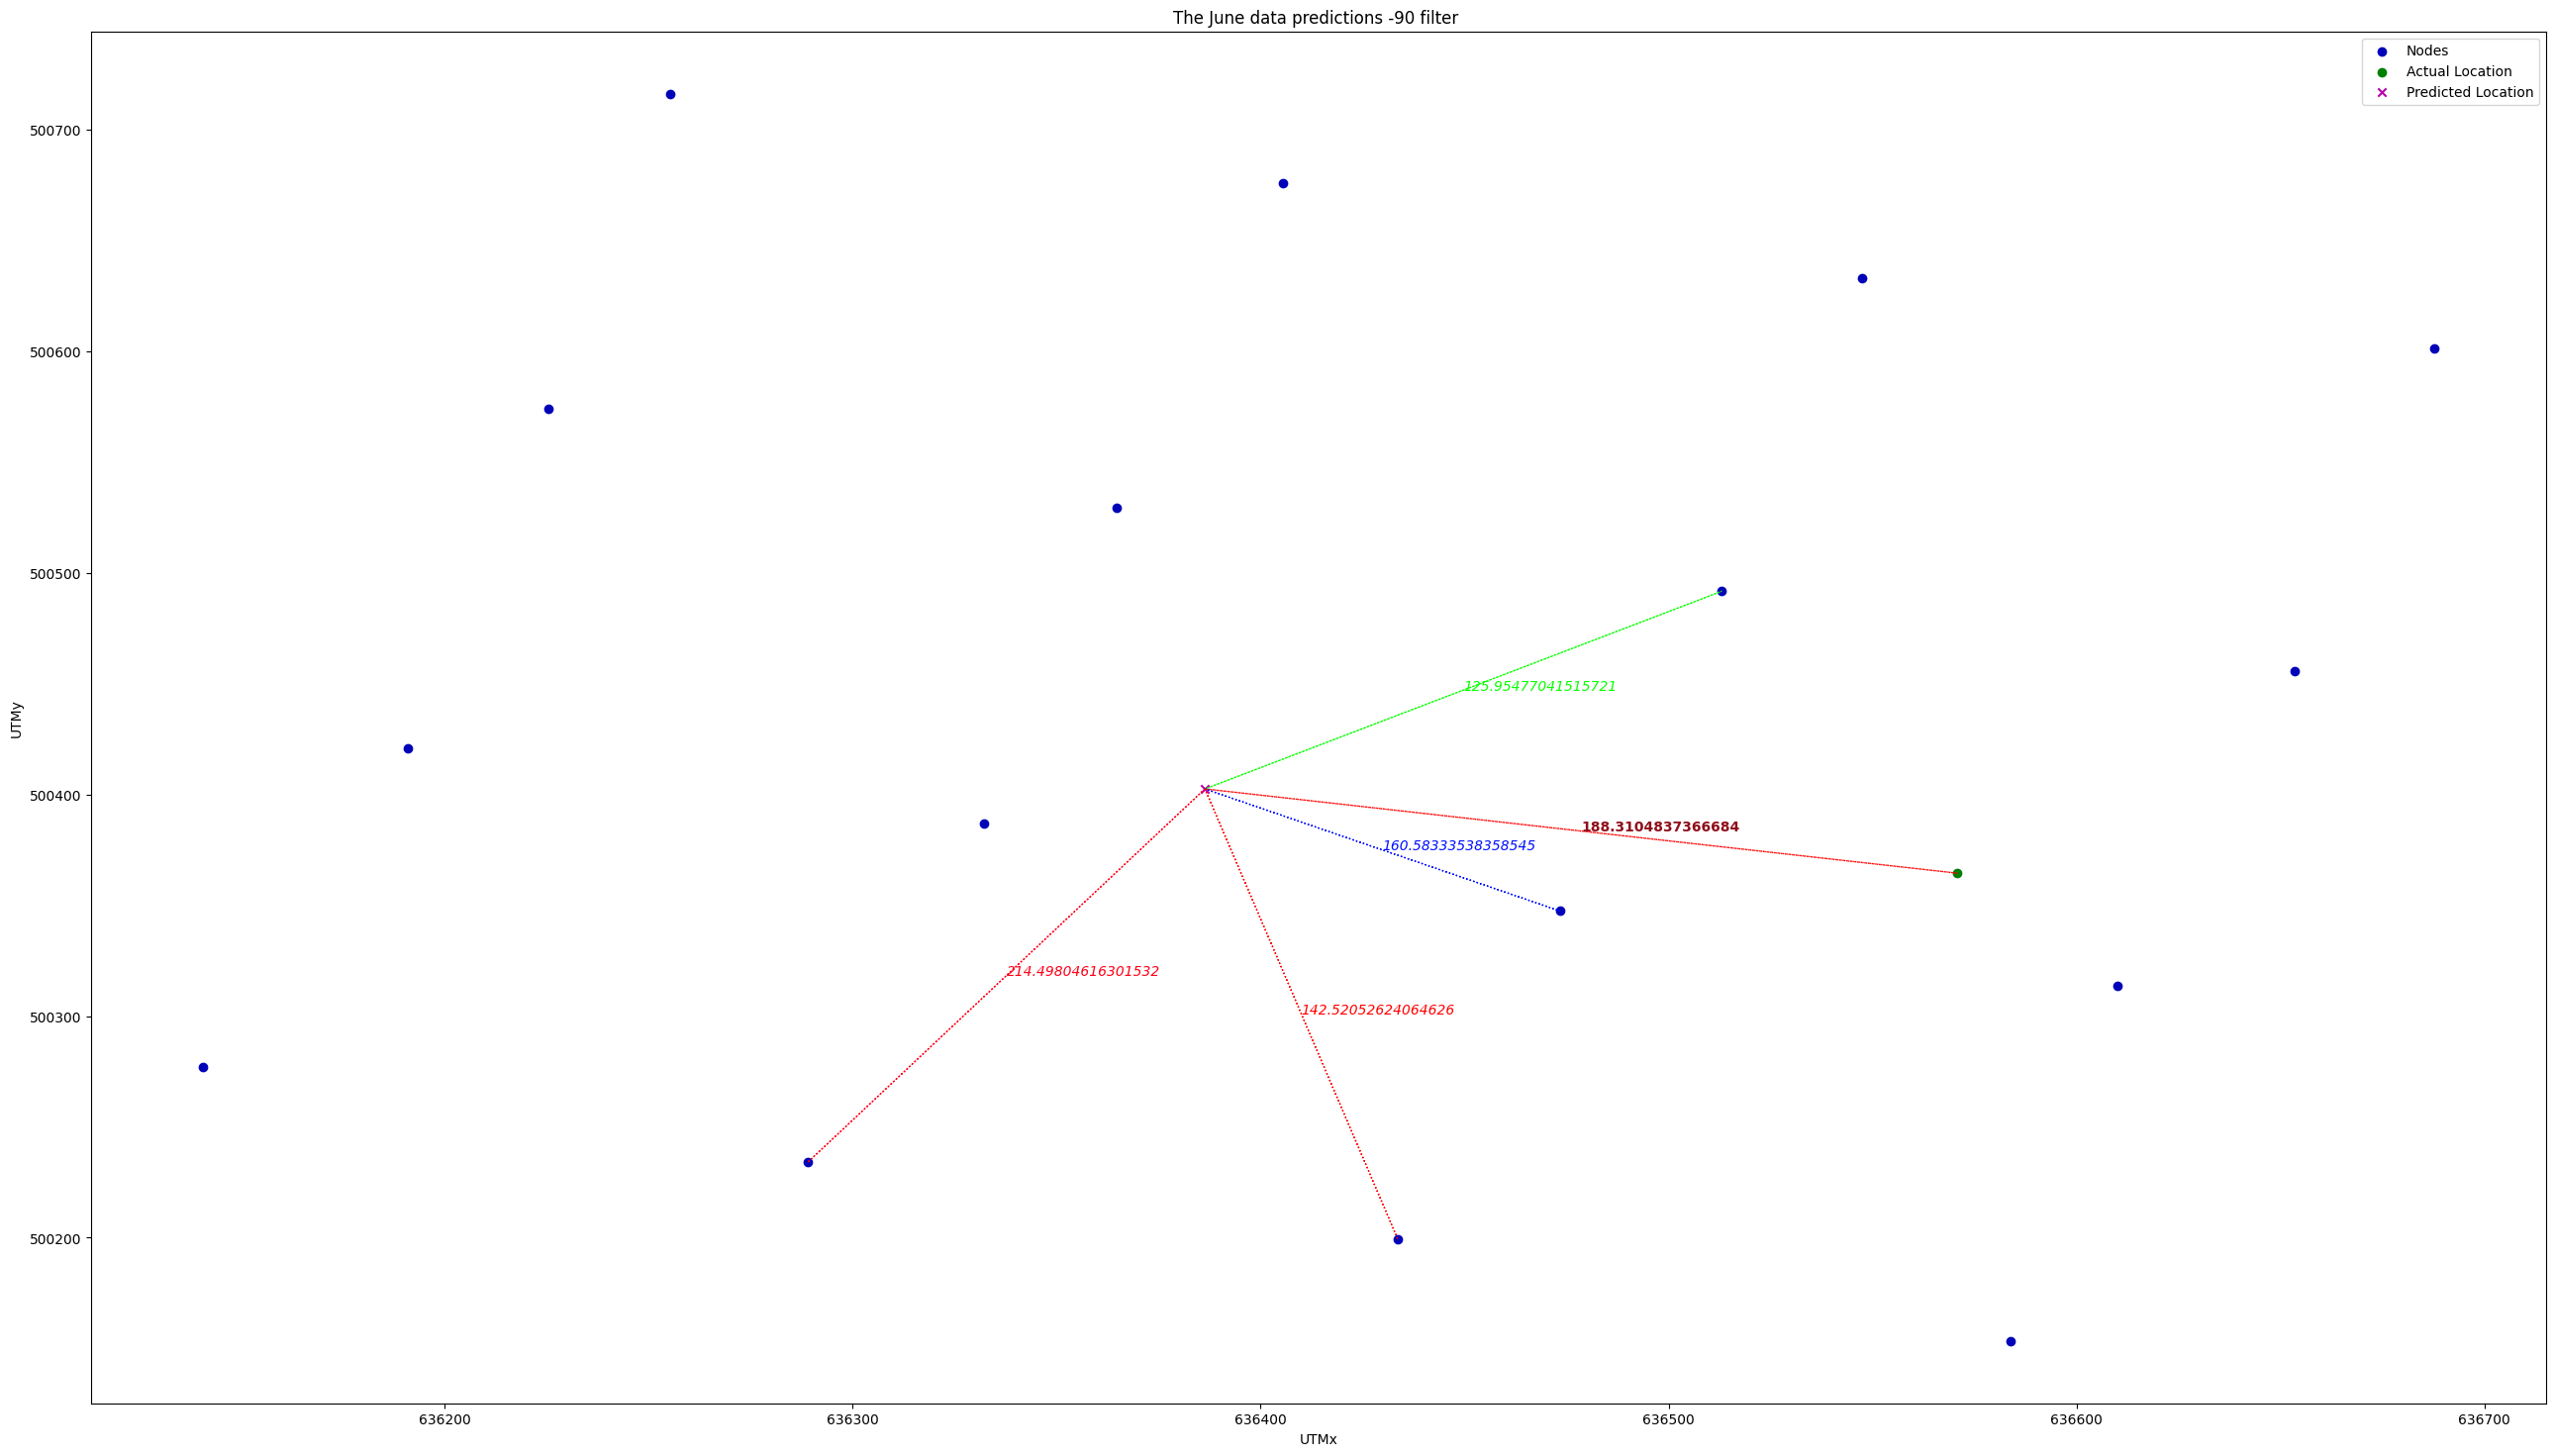 The June data predictions -90 filter
Nodes
Actual Location
Predicted Location
500700
500600
500500
500400
500300
500200
UTMy
125.95477041515721
188.3104837366684
160.58333538358545
214.49804616301532
142.52052624064626
636200
636300
636400
636500
636600
636700
UTMx